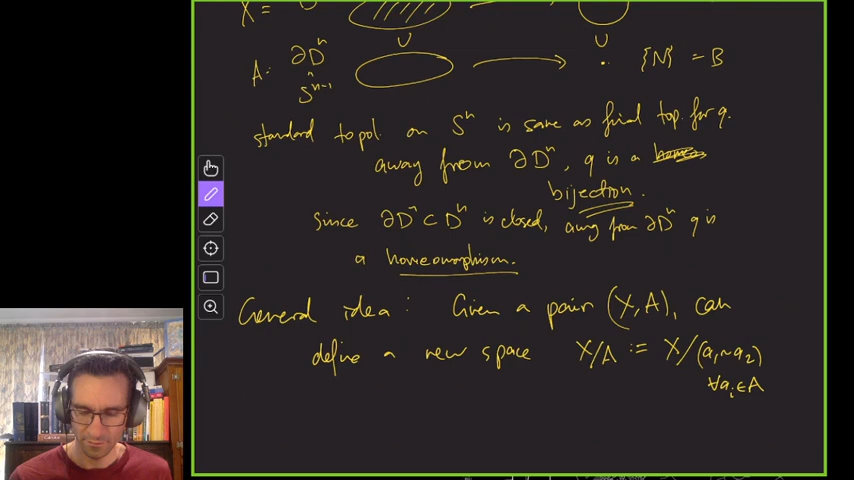 X =
A: ∂Dⁿ
∪ ∪
{N} = B
Sⁿ⁻¹
standard topol. on Sⁿ is same as final top. for q.
away from ∂Dⁿ, q is a
bijection.
Since ∂Dⁿ ⊂ Dⁿ is closed, away from ∂Dⁿ q is
a homeomorphism.
General idea: Given a pair (X, A), can
define a new space X/A := X/(a₁~a₂)
∀aᵢ∈A